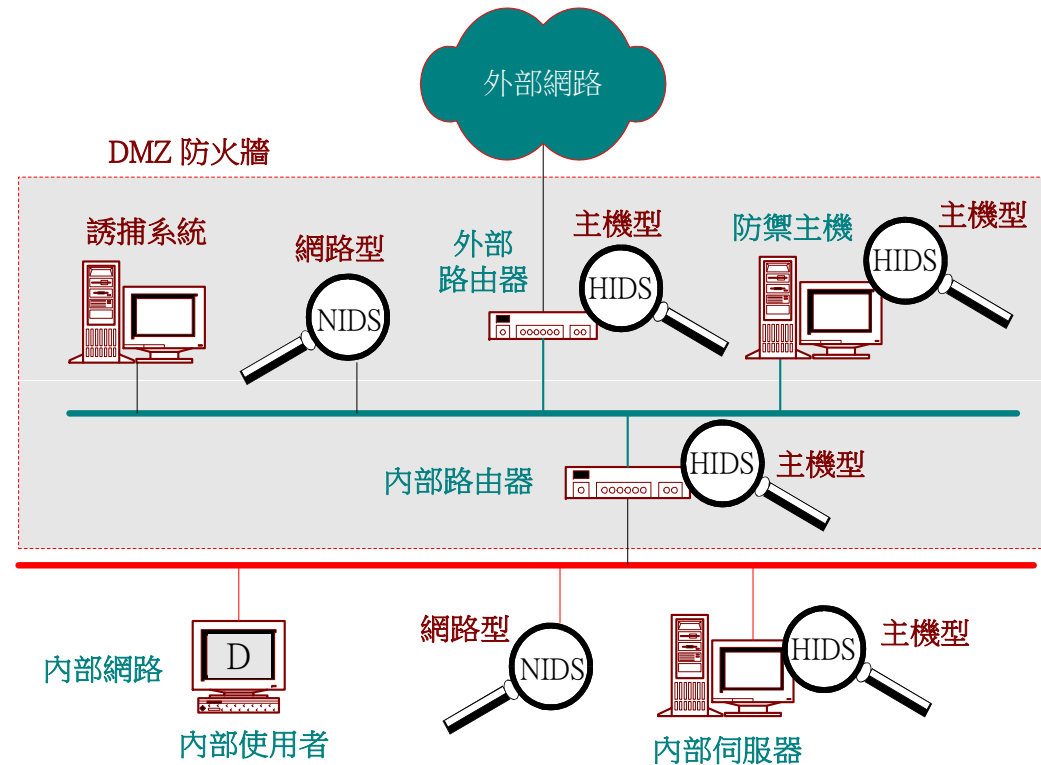 外部網路
DMZ 防火牆
誘捕系統
網路型
NIDS
外部
路由器
主機型
HIDS
防禦主機
主機型
HIDS
內部路由器
HIDS
主機型
內部網路
D
內部使用者
網路型
NIDS
HIDS
主機型
內部伺服器